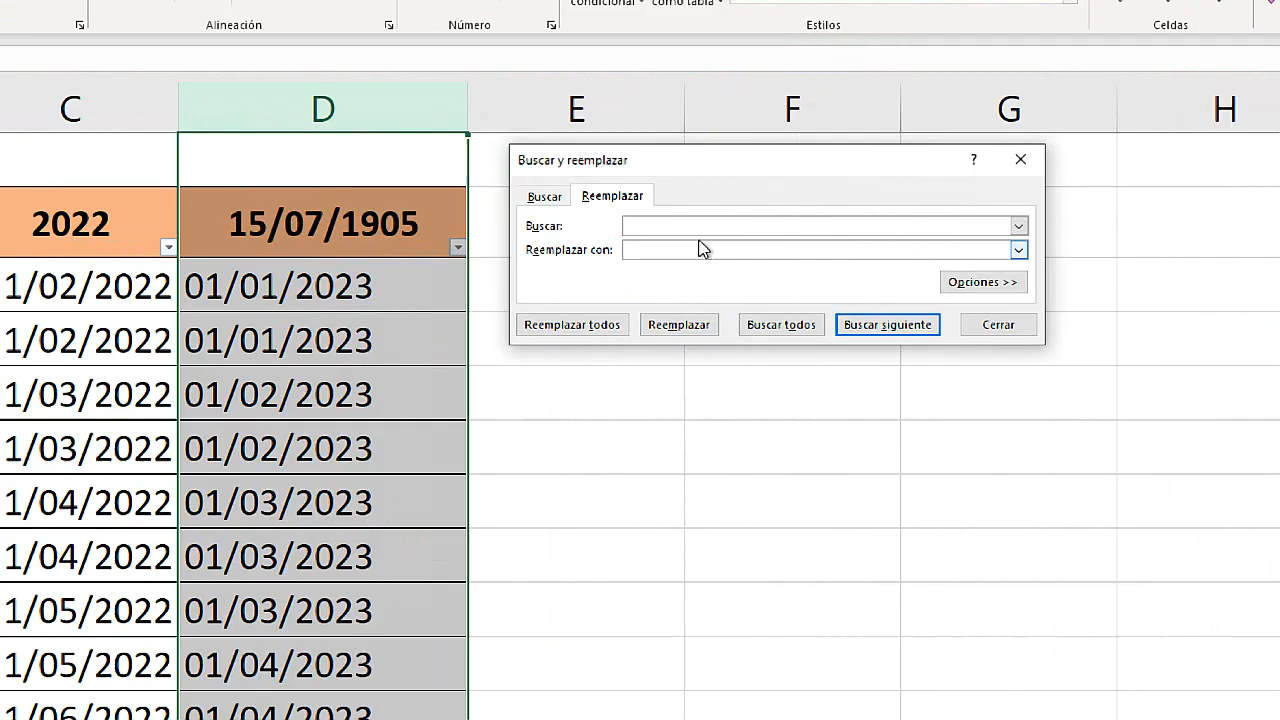 condicional como tabla
Alineación Número Estilos Celdas
C D E F G H
Buscar y reemplazar ?
Buscar Reemplazar
Buscar:
Reemplazar con:
Opciones >>
Reemplazar todos Reemplazar Buscar todos Buscar siguiente Cerrar
2022 15/07/1905
1/02/2022 01/01/2023
1/02/2022 01/01/2023
1/03/2022 01/02/2023
1/03/2022 01/02/2023
1/04/2022 01/03/2023
1/04/2022 01/03/2023
1/05/2022 01/03/2023
1/05/2022 01/04/2023
1/06/2022 01/04/2023